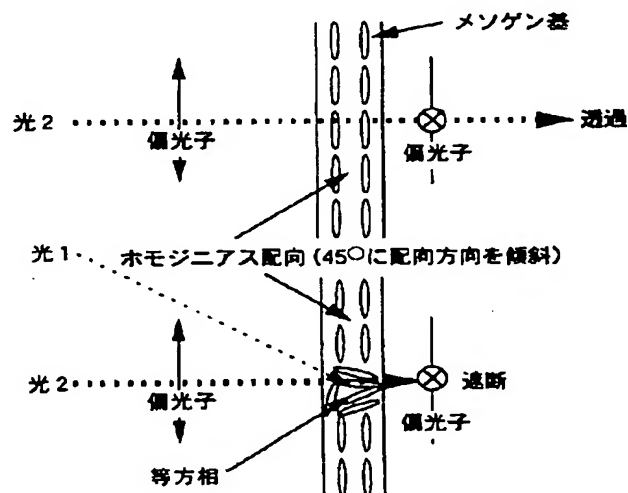 メソゲン基
光2
偏光子
偏光子
透過
光1
ホモジニアス配向(45○に配向方向を傾斜)
光2
偏光子
遮断
偏光子
等方相